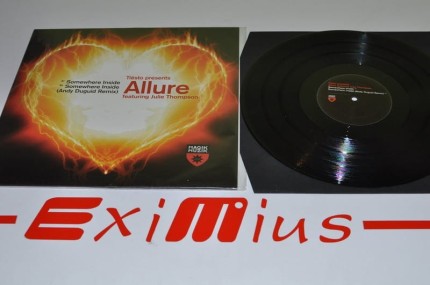 Tiësto presents
Allure
featuring Julie Thompson
Somewhere Inside
Somewhere Inside
(Andy Duguid Remix)
MAGIK
MUZIK
EXiMiUS